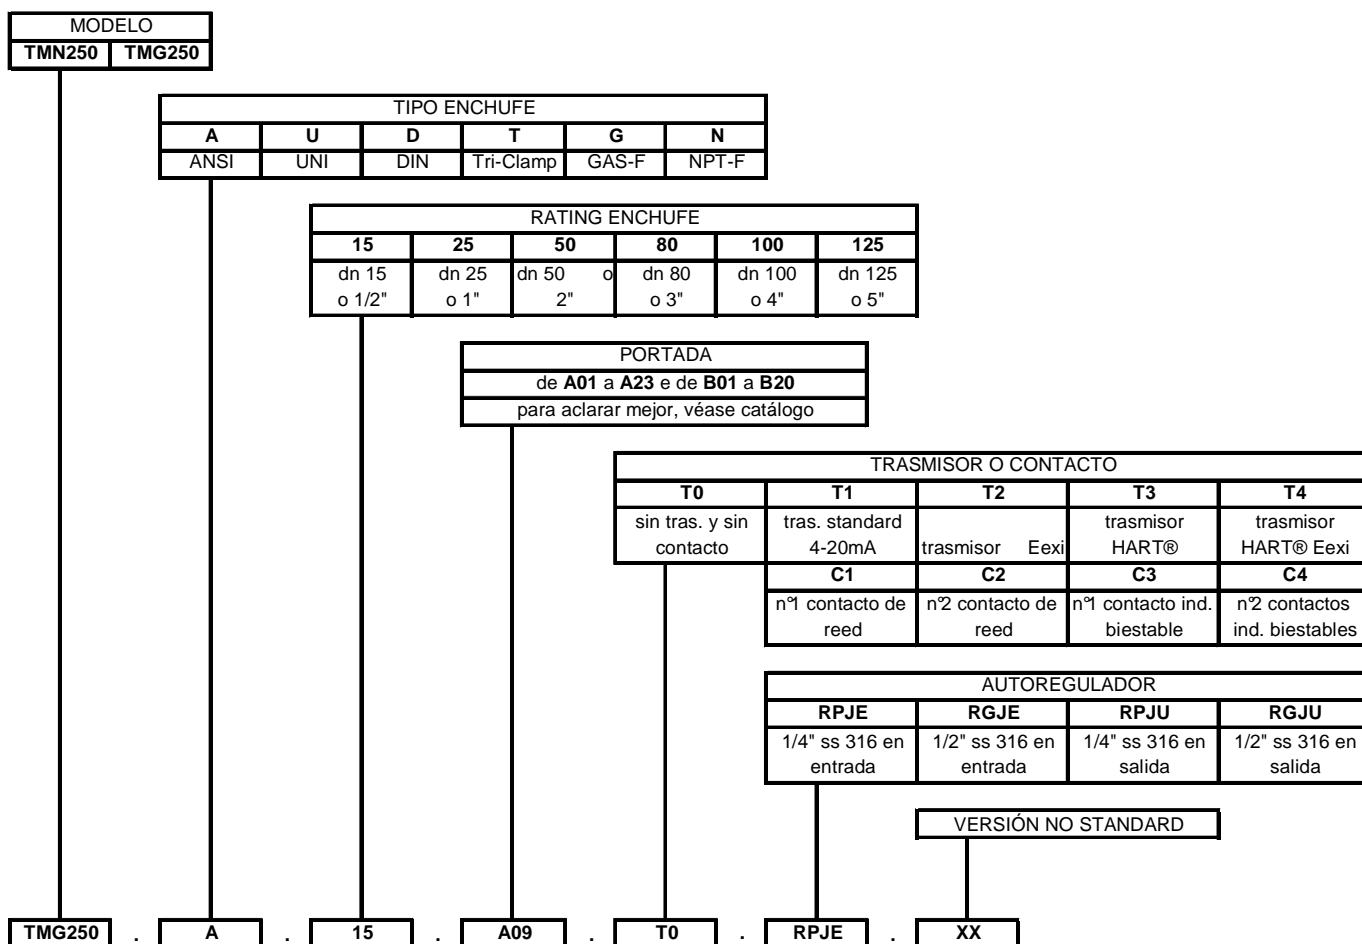 MODELO
TMN250 TMG250
TIPO ENCHUFE
A U D T G N
ANSI UNI DIN Tri-Clamp GAS-F NPT-F
RATING ENCHUFE
15 25 50 80 100 125
dn 15 dn 25 dn 50 o dn 80 dn 100 dn 125
o 1/2" o 1" 2" o 3" o 4" o 5"
PORTADA
de A01 a A23 e de B01 a B20
para aclarar mejor, véase catálogo
TRASMISOR O CONTACTO
T0 T1 T2 T3 T4
sin tras. y sin tras. standard trasmisor trasmisor
contacto 4-20mA trasmisor Eexi HART® HART® Eexi
C1 C2 C3 C4
n°1 contacto de n°2 contacto de n°1 contacto ind. n°2 contactos
reed reed biestable ind. biestables
AUTOREGULADOR
RPJE RGJE RPJU RGJU
1/4" ss 316 en 1/2" ss 316 en 1/4" ss 316 en 1/2" ss 316 en
entrada entrada salida salida
VERSIÓN NO STANDARD
TMG250 . A . 15 . A09 . T0 . RPJE . XX